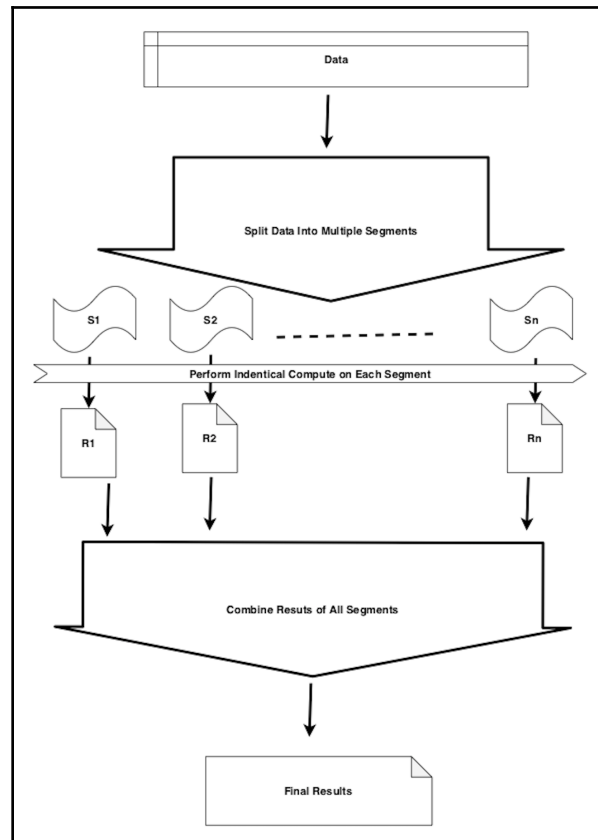 Data
Split Data Into Multiple Segments
S1
S2
Sn
Perform Indentical Compute on Each Segment
R1
R2
Rn
Combine Resuts of All Segments
Final Results